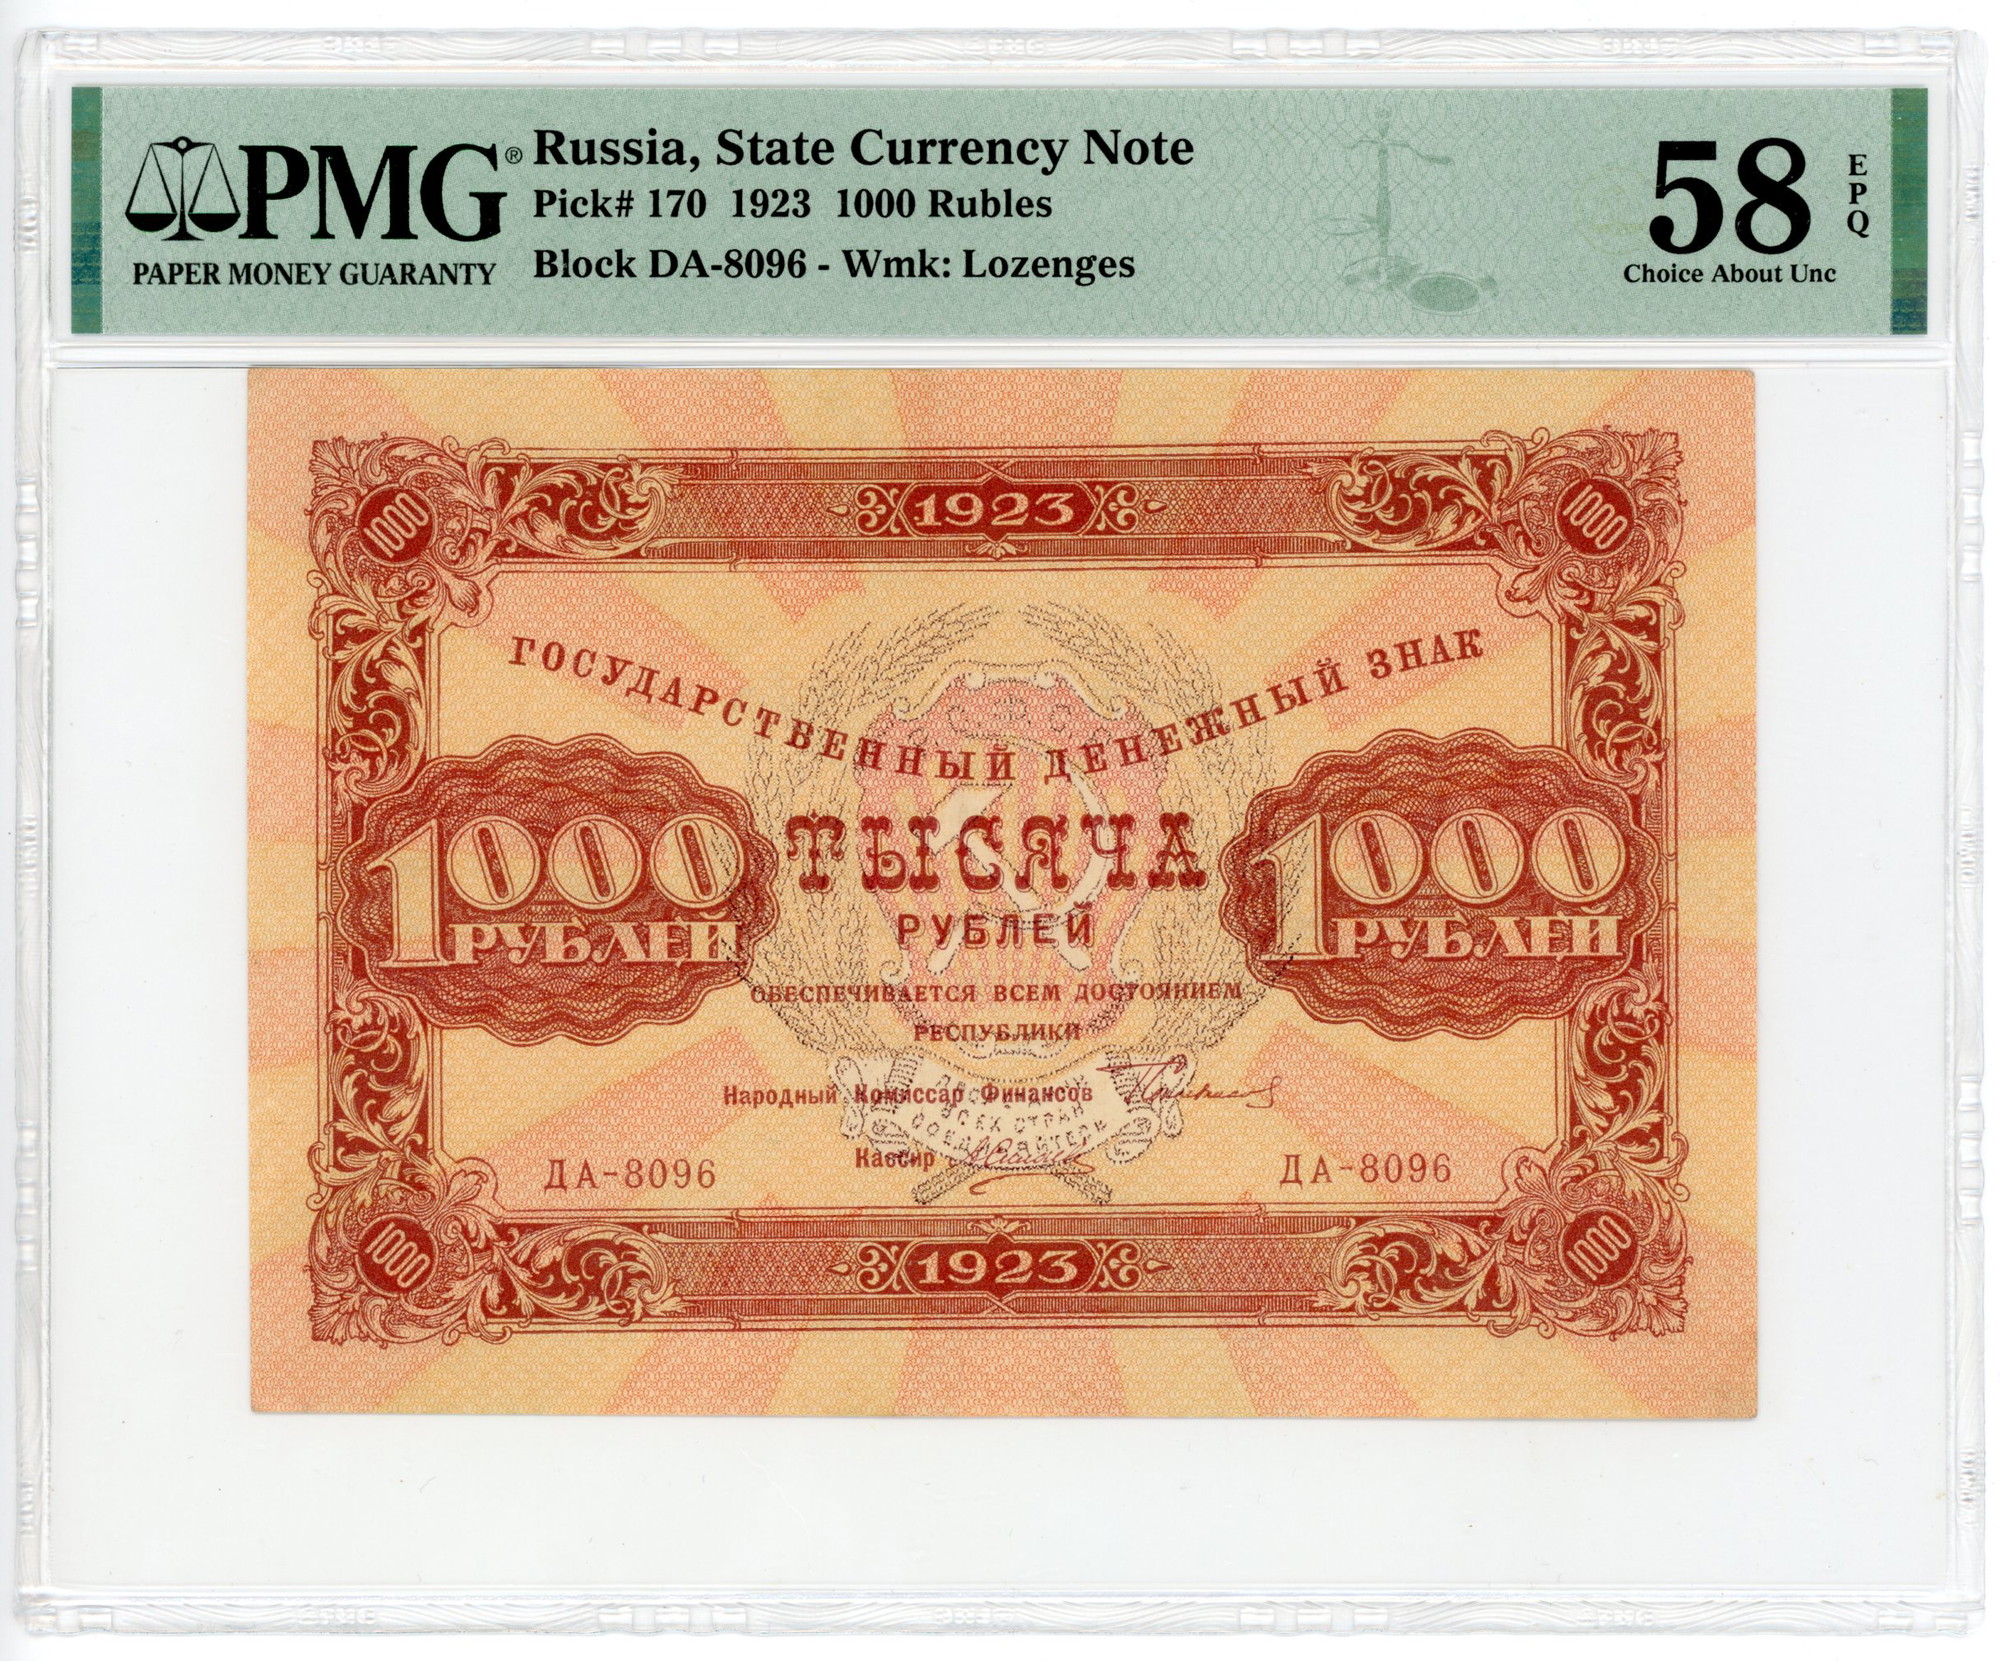 PMG®
PAPER MONEY GUARANTY
Russia, State Currency Note
Pick# 170 1923 1000 Rubles
Block DA-8096 - Wmk: Lozenges
58
EPQ
Choice About Unc
1000
1923
1000
ГОСУДАРСТВЕННЫЙ ДЕНЕЖНЫЙ ЗНАК
1000
РУБЛЕЙ
ТЫСЯЧА
РУБЛЕЙ
1000
РУБЛЕЙ
ОБЕСПЕЧИВАЕТСЯ ВСЕМ ДОСТОЯНИЕМ
РЕСПУБЛИКИ
Народный Комиссар Финансов
Кассир
ДА-8096
ДА-8096
1000
1923
1000